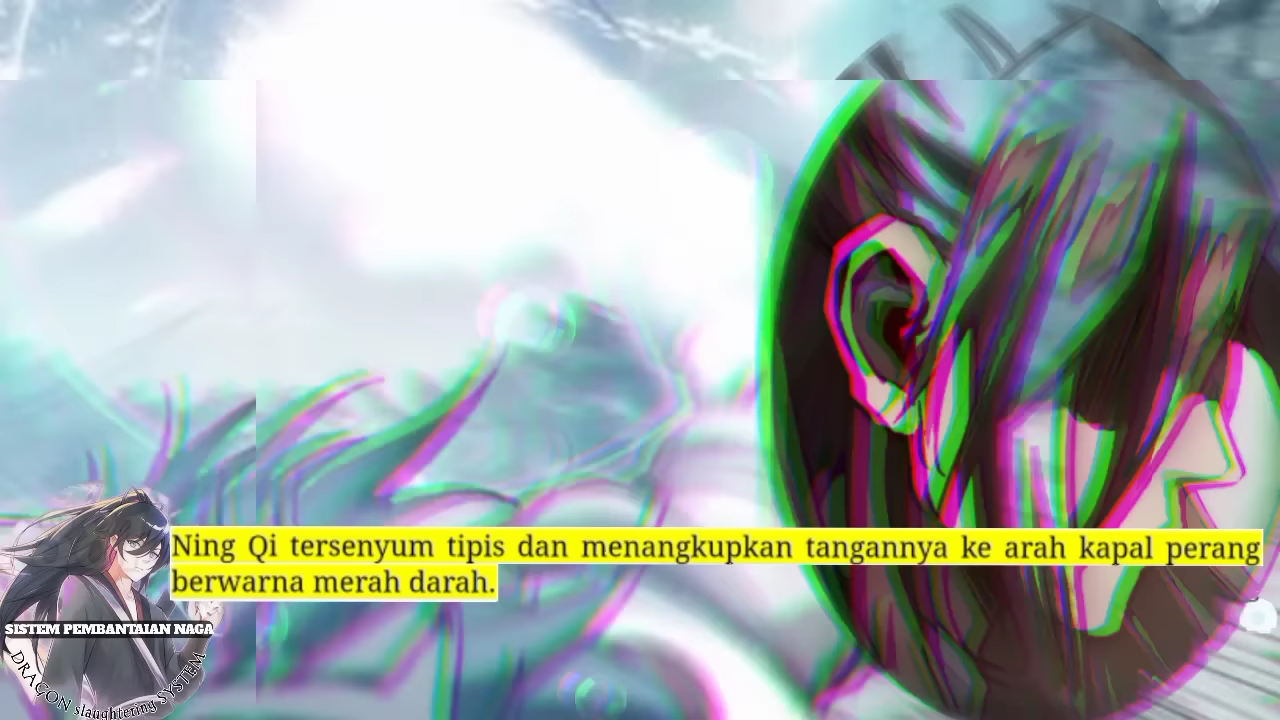 Ning Qi tersenyum tipis dan menangkupkan tangannya ke arah kapal perang
berwarna merah darah.
SISTEM PEMBANTAIAN NAGA
DRAGON slaughtering SYSTEM